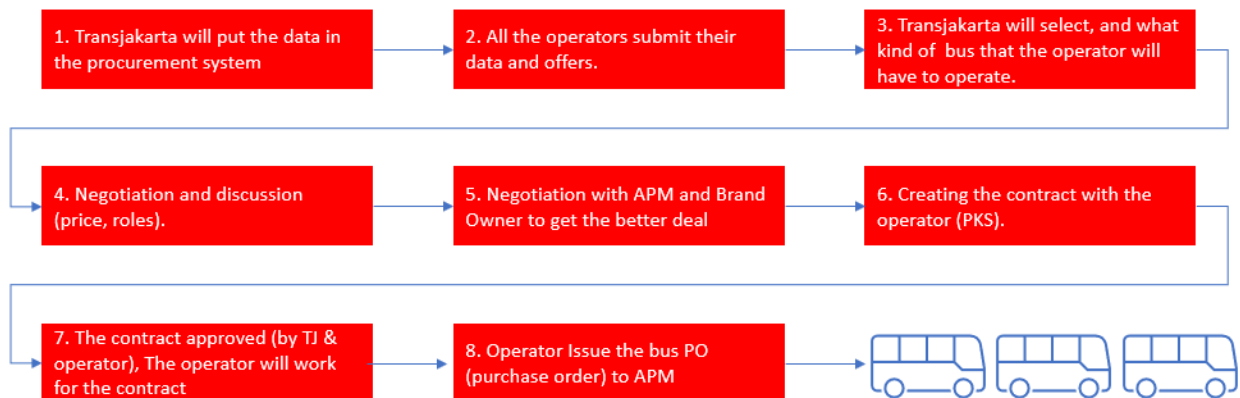 1. Transjakarta will put the data in
the procurement system
2. All the operators submit their
data and offers.
3. Transjakarta will select, and what
kind of  bus that the operator will
have to operate.
4. Negotiation and discussion
(price, roles).
5. Negotiation with APM and Brand
Owner to get the better deal
6. Creating the contract with the
operator (PKS).
7. The contract approved (by TJ &
operator), The operator will work
for the contract
8. Operator Issue the bus PO
(purchase order) to APM